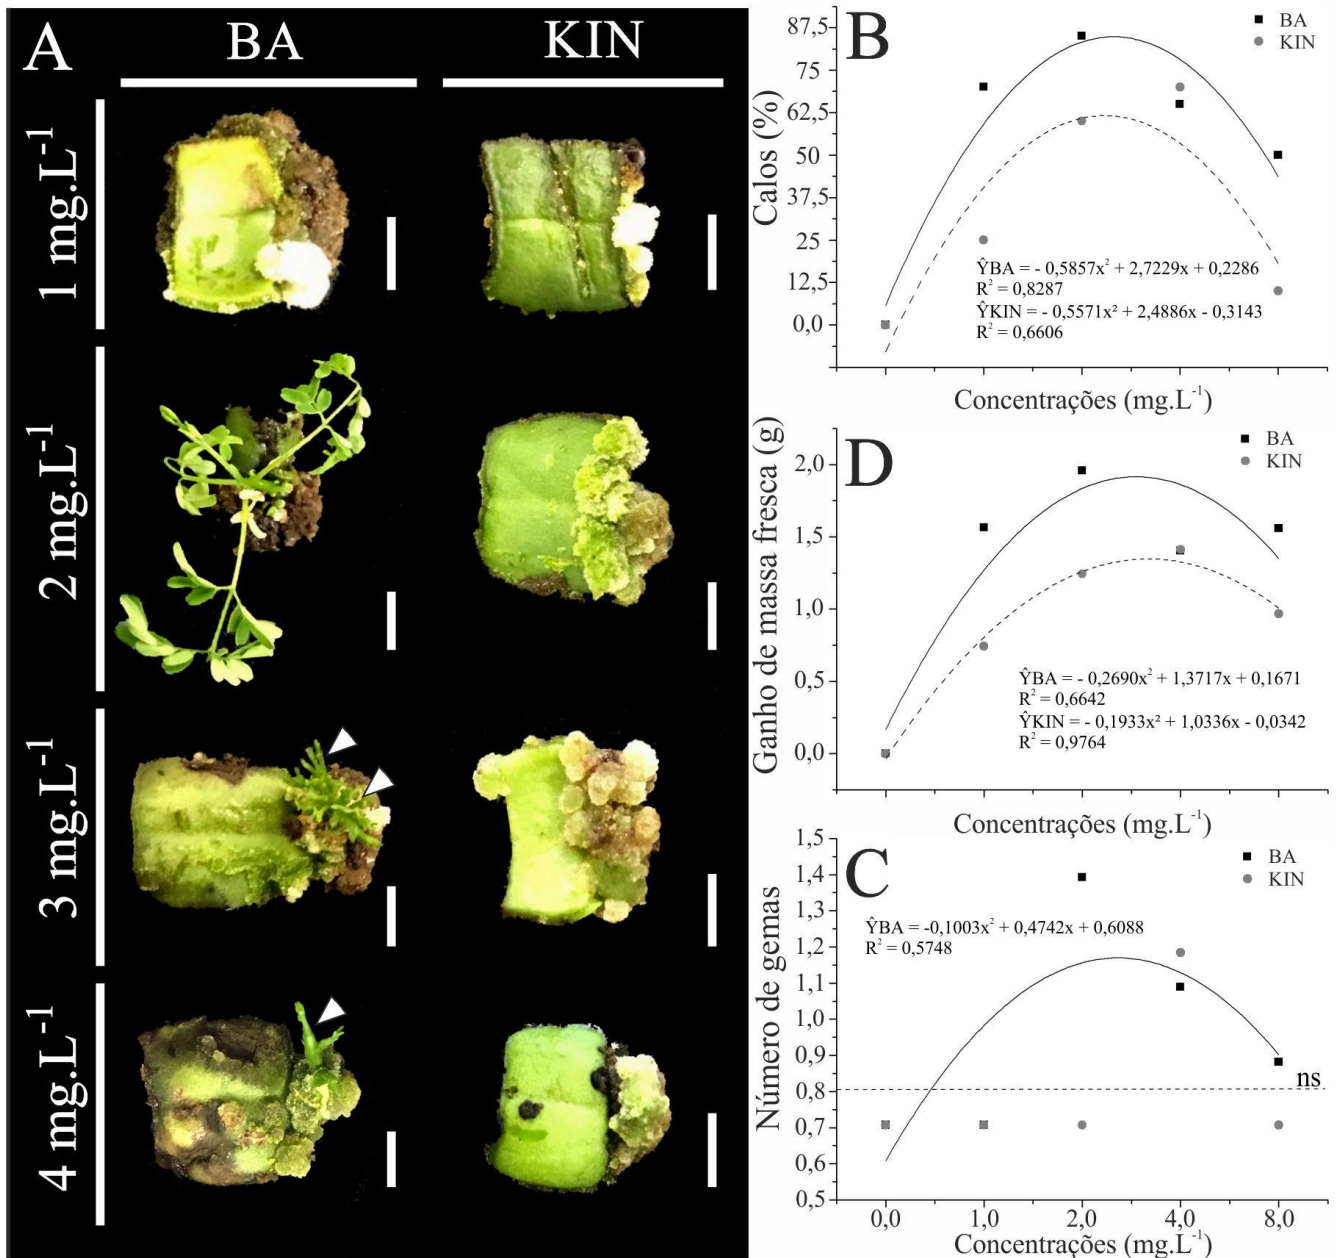 A
BA
KIN
1 mg.L⁻¹
2 mg.L⁻¹
3 mg.L⁻¹
4 mg.L⁻¹
B
BA
KIN
Calos (%)
87,5
75
62,5
50
37,5
25
12,5
0,0
ŶBA = - 0,5857x² + 2,7229x + 0,2286
R² = 0,8287
ŶKIN = - 0,5571x² + 2,4886x - 0,3143
R² = 0,6606
Concentrações (mg.L⁻¹)
D
BA
KIN
Ganho de massa fresca (g)
2,0
1,5
1,0
0,5
0,0
ŶBA = - 0,2690x² + 1,3717x + 0,1671
R² = 0,6642
ŶKIN = - 0,1933x² + 1,0336x - 0,0342
R² = 0,9764
Concentrações (mg.L⁻¹)
C
BA
KIN
Número de gemas
1,5
1,4
1,3
1,2
1,1
1,0
0,9
0,8
0,7
0,6
0,5
ŶBA = -0,1003x² + 0,4742x + 0,6088
R² = 0,5748
ns
0,0 1,0 2,0 4,0 8,0
Concentrações (mg.L⁻¹)